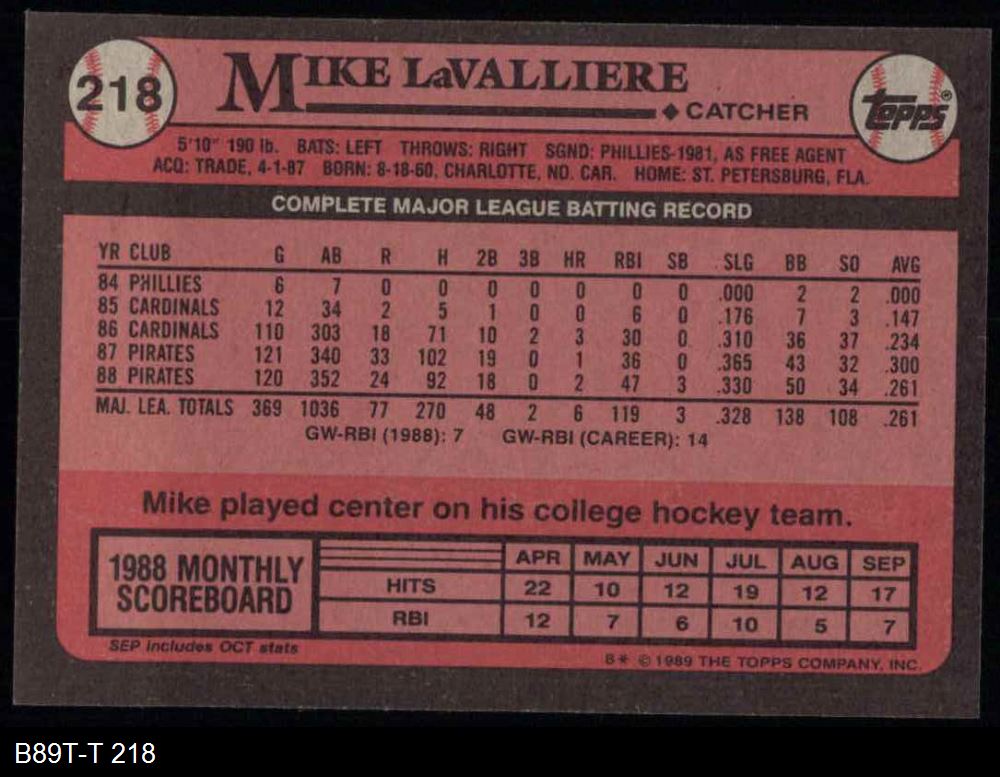 218
MIKE LaVALLIERE
◆ CATCHER
TOPPS®
5'10" 190 lb. BATS: LEFT THROWS: RIGHT SGND: PHILLIES-1981, AS FREE AGENT
ACQ: TRADE, 4-1-87 BORN: 8-18-60, CHARLOTTE, NO. CAR. HOME: ST. PETERSBURG, FLA.
COMPLETE MAJOR LEAGUE BATTING RECORD
YR CLUB G AB R H 2B 3B HR RBI SB SLG BB SO AVG
84 PHILLIES 6 7 0 0 0 0 0 0 0 .000 2 2 .000
85 CARDINALS 12 34 2 5 1 0 0 6 0 .176 7 3 .147
86 CARDINALS 110 303 18 71 10 2 3 30 0 .310 36 37 .234
87 PIRATES 121 340 33 102 19 0 1 36 0 .365 43 32 .300
88 PIRATES 120 352 24 92 18 0 2 47 3 .330 50 34 .261
MAJ. LEA. TOTALS 369 1036 77 270 48 2 6 119 3 .328 138 108 .261
GW-RBI (1988): 7 GW-RBI (CAREER): 14
Mike played center on his college hockey team.
1988 MONTHLY
SCOREBOARD
APR MAY JUN JUL AUG SEP
HITS 22 10 12 19 12 17
RBI 12 7 6 10 5 7
SEP includes OCT stats
B* © 1989 THE TOPPS COMPANY, INC.
B89T-T 218